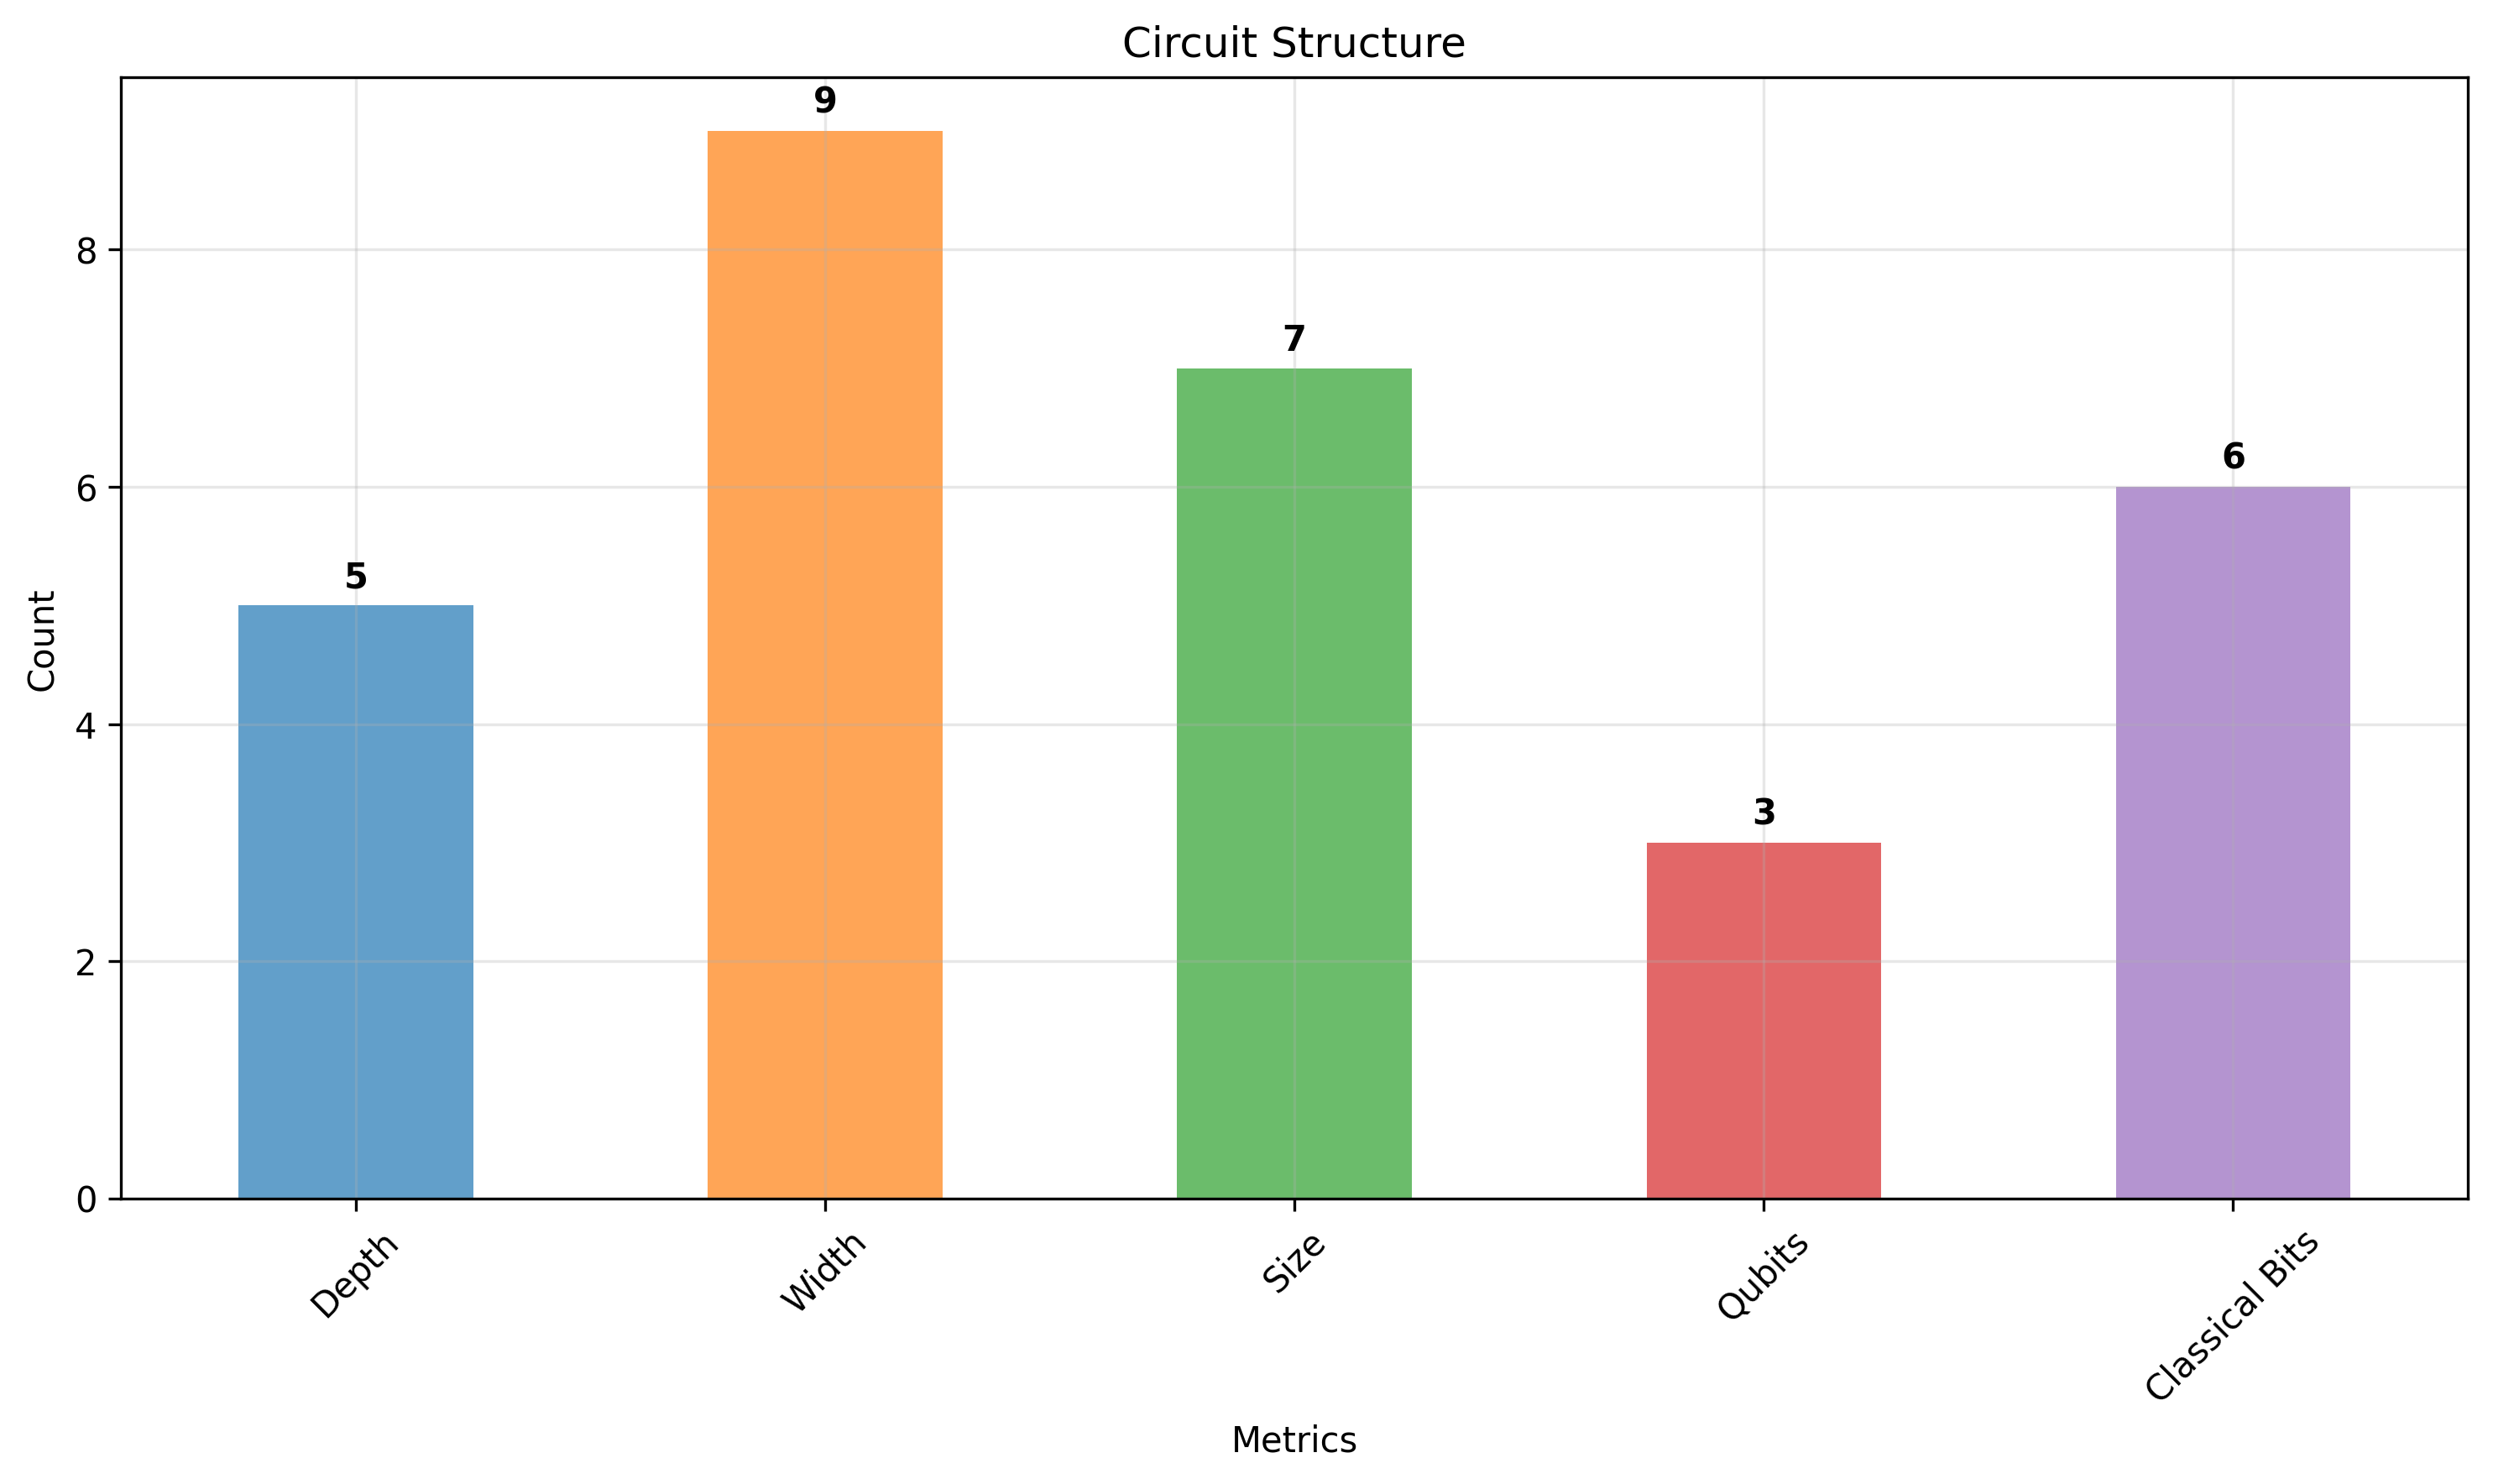 Circuit Structure
9
8
7
6
6
5
Count
4
3
2
0
Depth
Width
Size
Qubits
Classical Bits
Metrics